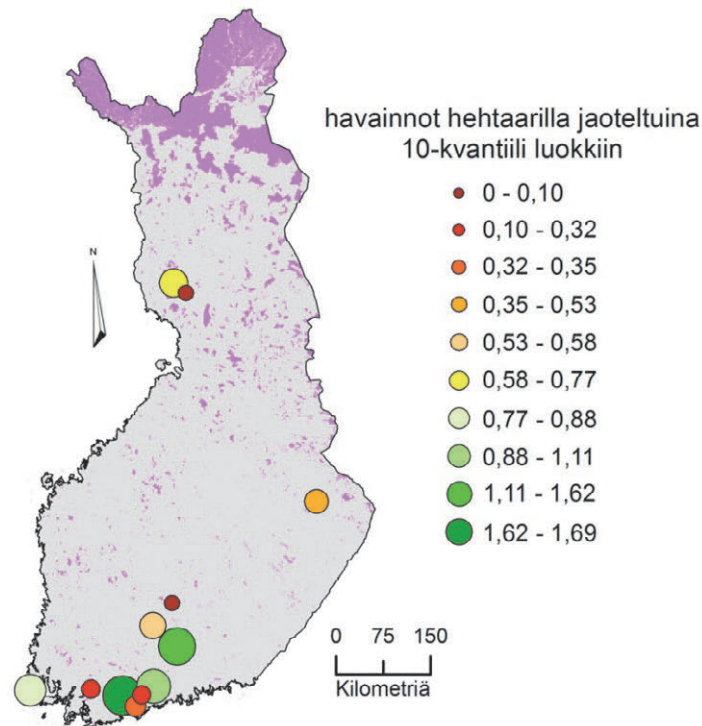 havainnot hehtaarilla jaoteltuina
10-kvantiili luokkiin
0 - 0,10
0,10 - 0,32
0,32 - 0,35
0,35 - 0,53
0,53 - 0,58
0,58 - 0,77
0,77 - 0,88
0,88 - 1,11
1,11 - 1,62
1,62 - 1,69
N
0 75 150
Kilometriä